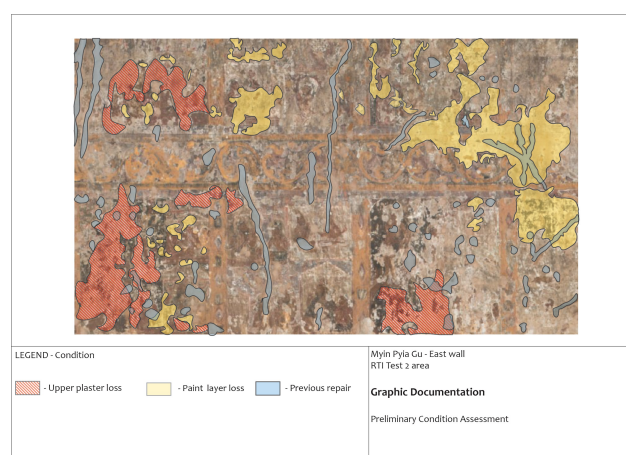 LEGEND - Condition
- Upper plaster loss
- Paint layer loss
- Previous repair
Myin Pyia Gu - East wall
RTI Test 2 area
Graphic Documentation
Preliminary Condition Assessment